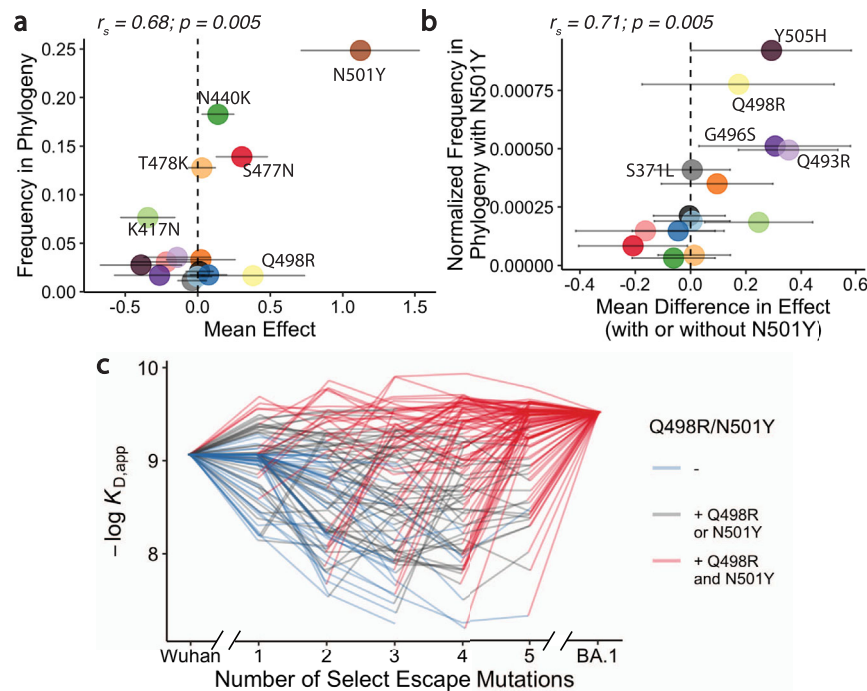 a
r_s = 0.68; p = 0.005
Frequency in Phylogeny
0.25
0.20
0.15
0.10
0.05
0.00
N501Y
N440K
T478K
S477N
K417N
Q498R
-0.5
0.0
0.5
1.0
1.5
Mean Effect
b
r_s = 0.71; p = 0.005
Normalized Frequency in
Phylogeny with N501Y
0.00075
0.00050
0.00025
0.00000
Y505H
Q498R
G496S
Q493R
S371L
-0.4
-0.2
0.0
0.2
0.4
0.6
Mean Difference in Effect
(with or without N501Y)
c
−log K_D,app
10
9
8
Wuhan
1
2
3
4
5
BA.1
Number of Select Escape Mutations
Q498R/N501Y
-
+ Q498R
or N501Y
+ Q498R
and N501Y